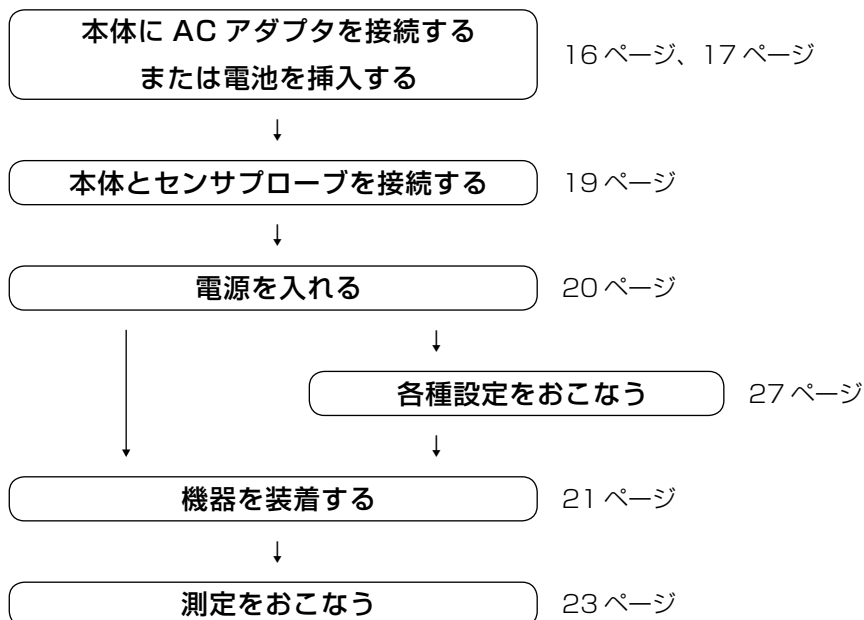 本体に AC アダプタを接続する
または電池を挿入する
16 ページ、17 ページ
↓
本体とセンサプローブを接続する
19 ページ
↓
電源を入れる
20 ページ
↓
各種設定をおこなう
27 ページ
↓
↓
機器を装着する
21 ページ
↓
測定をおこなう
23 ページ